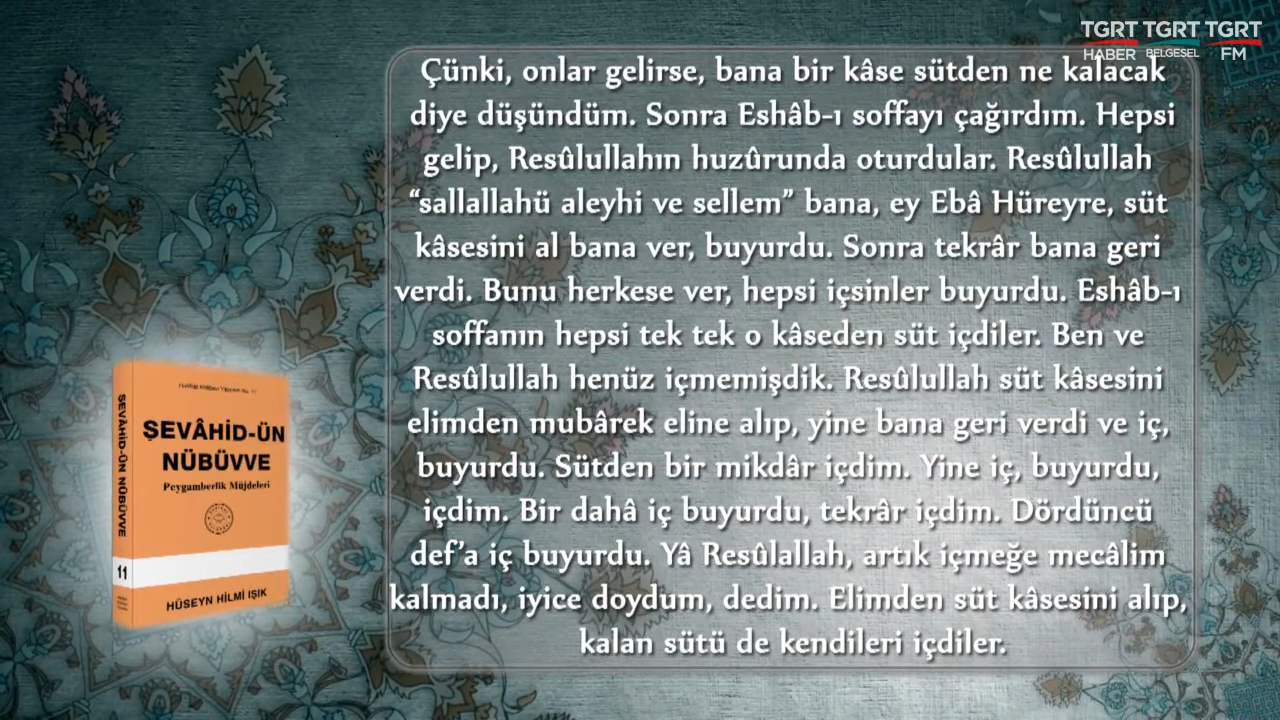 TGRT TGRT TGRT
HABER BELGESEL FM
Çünki, onlar gelirse, bana bir kâse sütden ne kalacak
diye düşündüm. Sonra Eshâb-ı soffayı çağırdım. Hepsi
gelip, Resûlullahın huzûrunda oturdular. Resûlullah
“sallallahü aleyhi ve sellem” bana, ey Ebâ Hüreyre, süt
kâsesini al bana ver, buyurdu. Sonra tekrâr bana geri
verdi. Bunu herkese ver, hepsi içsinler buyurdu. Eshâb-ı
soffanın hepsi tek tek o kâseden süt içdiler. Ben ve
Resûlullah henüz içmemişdik. Resûlullah süt kâsesini
elimden mubârek eline alıp, yine bana geri verdi ve iç,
buyurdu. Sütden bir mikdâr içdim. Yine iç, buyurdu,
içdim. Bir dahâ iç buyurdu, tekrâr içdim. Dördüncü
def’a iç buyurdu. Yâ Resûlallah, artık içmeğe mecâlim
kalmadı, iyice doydum, dedim. Elimden süt kâsesini alıp,
kalan sütü de kendileri içdiler.
ŞEVÂHİD-ÜN
NÜBÜVVE
Peygamberlik Müjdeleri
HÜSEYN HİLMİ IŞIK
ŞEVÂHİD-ÜN NÜBÜVVE
11